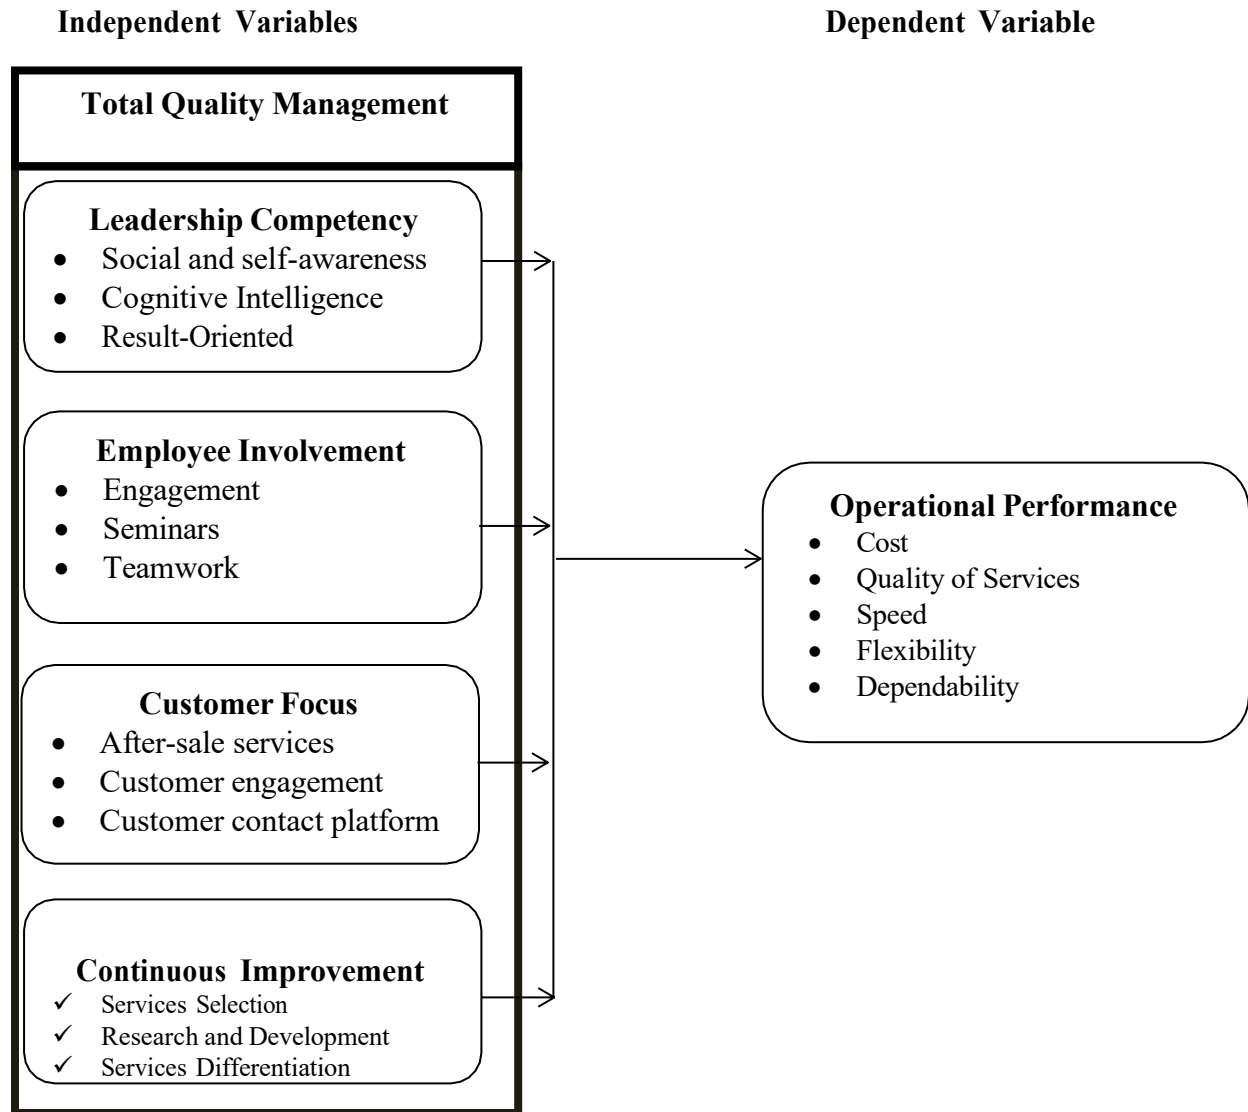 Independent Variables
Dependent Variable
Total Quality Management
Leadership Competency
• Social and self-awareness
• Cognitive Intelligence
• Result-Oriented
Employee Involvement
• Engagement
• Seminars
• Teamwork
Customer Focus
• After-sale services
• Customer engagement
• Customer contact platform
Continuous Improvement
✓ Services Selection
✓ Research and Development
✓ Services Differentiation
Operational Performance
• Cost
• Quality of Services
• Speed
• Flexibility
• Dependability